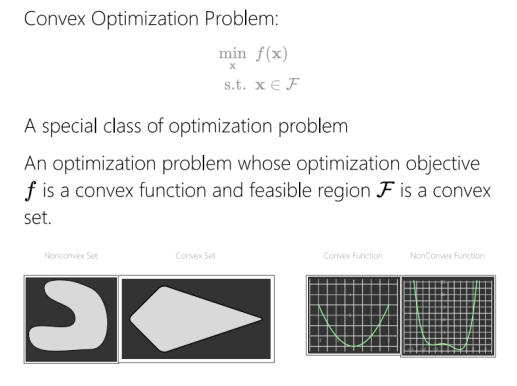 Convex Optimization Problem:
min f(x)
x
s.t. x ∈ F
A special class of optimization problem
An optimization problem whose optimization objective
f is a convex function and feasible region F is a convex
set.
Nonconvex Set Convex Set Convex Function NonConvex Function